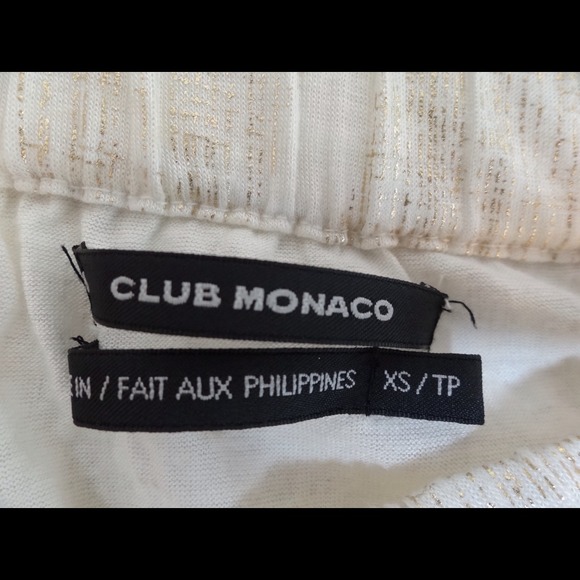 CLUB MONACO
IN / FAIT AUX PHILIPPINES XS / TP